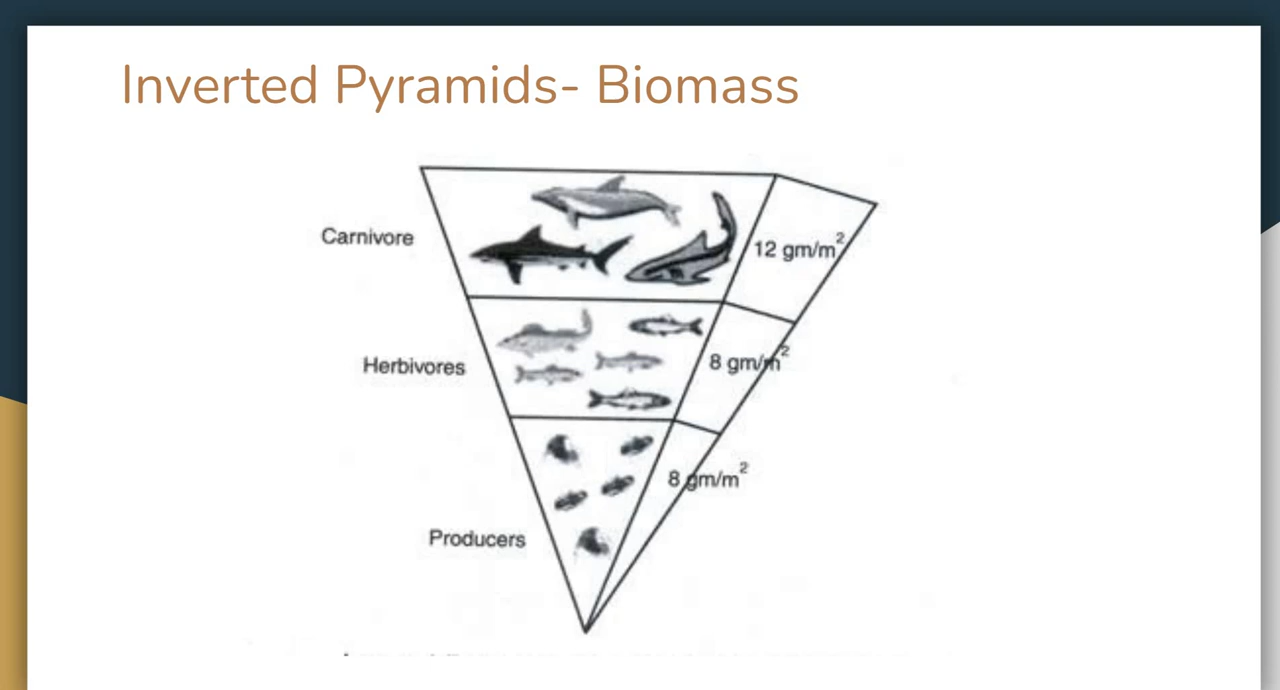 Inverted Pyramids- Biomass
Carnivore
12 gm/m²
Herbivores
8 gm/m²
8 gm/m²
Producers